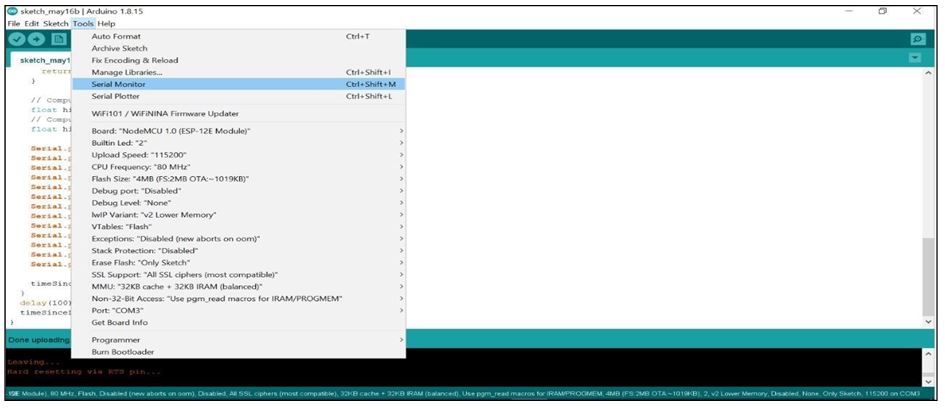 sketch_may16b | Arduino 1.8.15
File Edit Sketch Tools Help
sketch_may1
Auto Format Ctrl+T
Archive Sketch
Fix Encoding & Reload
Manage Libraries... Ctrl+Shift+I
Serial Monitor Ctrl+Shift+M
Serial Plotter Ctrl+Shift+L
WiFi101 / WiFiNINA Firmware Updater
Board: "NodeMCU 1.0 (ESP-12E Module)"
Builtin Led: "2"
Upload Speed: "115200"
CPU Frequency: "80 MHz"
Flash Size: "4MB (FS:2MB OTA:~1019KB)"
Debug port: "Disabled"
Debug Level: "None"
lwIP Variant: "v2 Lower Memory"
VTables: "Flash"
Exceptions: "Disabled (new aborts on oom)"
Stack Protection: "Disabled"
Erase Flash: "Only Sketch"
SSL Support: "All SSL ciphers (most compatible)"
MMU: "32KB cache + 32KB IRAM (balanced)"
Non-32-Bit Access: "Use pgm_read macros for IRAM/PROGMEM"
Port: "COM3"
Get Board Info
Programmer
Burn Bootloader
retur
}
// Compu
float hi
// Compu
float hi
Serial.p
Serial.p
Serial.p
Serial.p
Serial.p
Serial.p
Serial.p
Serial.p
Serial.p
Serial.p
Serial.p
Serial.p
Serial.p
timeSinc
}
delay(100)
timeSince
}
Done uploading
Leaving...
Hard resetting via RTS pin...
Module), 80 MHz, Flash, Disabled (new aborts on oom), Disabled, All SSL ciphers (most compatible), 32KB cache + 32KB IRAM (balanced), Use pgm_read macros for IRAM/PROGMEM, 4MB (FS:2MB OTA:~1019KB), 2, v2 Lower Memory, Disabled, None, Only Sketch, 115200 on COM3